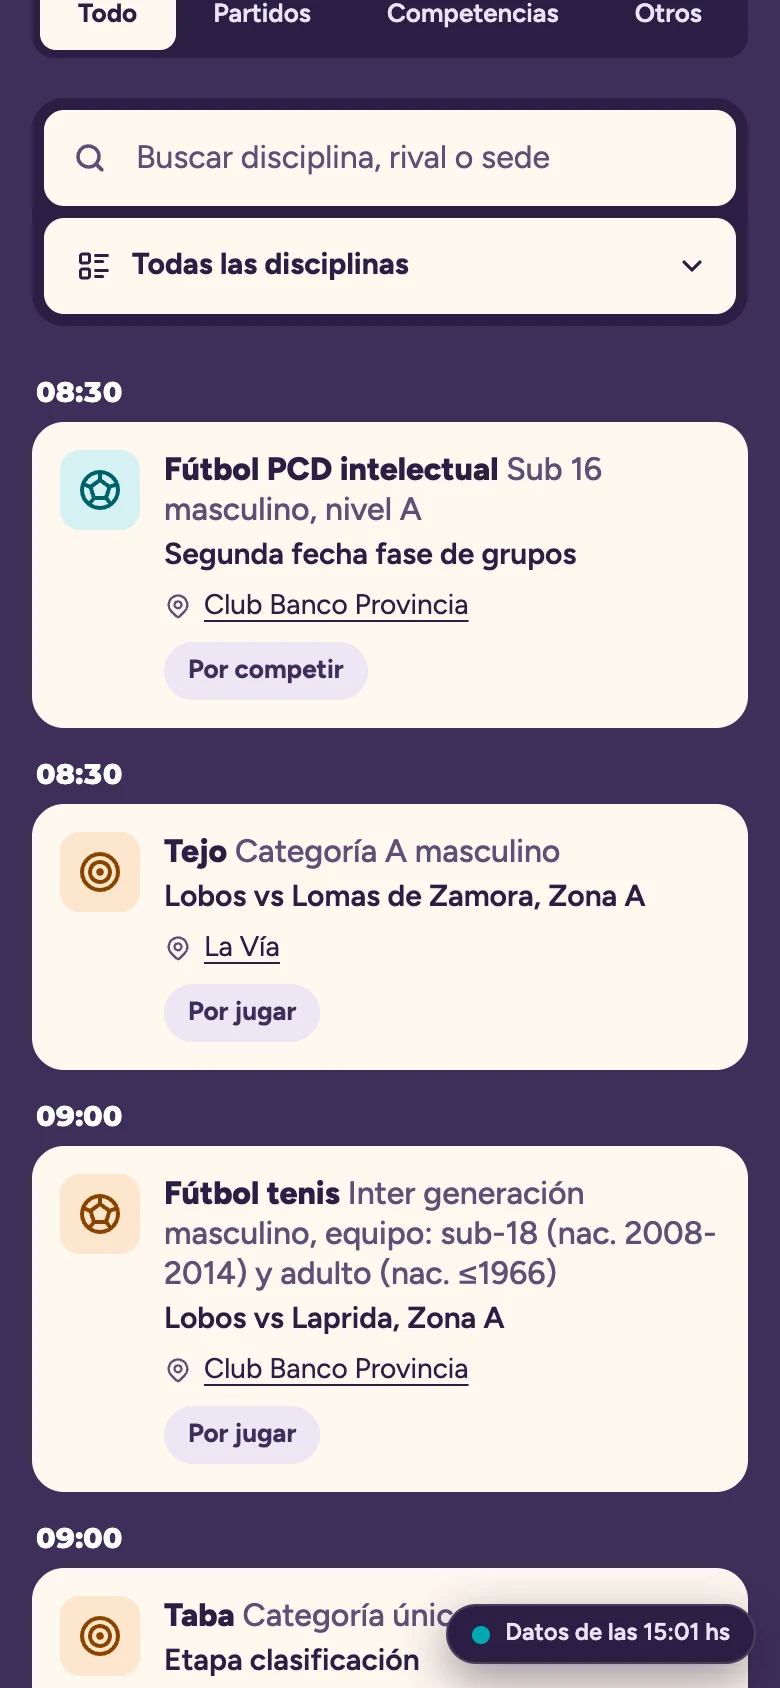 Todo Partidos Competencias Otros
Buscar disciplina, rival o sede
Todas las disciplinas
08:30
Fútbol PCD intelectual Sub 16
masculino, nivel A
Segunda fecha fase de grupos
Club Banco Provincia
Por competir
08:30
Tejo Categoría A masculino
Lobos vs Lomas de Zamora, Zona A
La Vía
Por jugar
09:00
Fútbol tenis Inter generación
masculino, equipo: sub-18 (nac. 2008-
2014) y adulto (nac. ≤1966)
Lobos vs Laprida, Zona A
Club Banco Provincia
Por jugar
09:00
Taba Categoría
Etapa clasificación
Datos de las 15:01 hs